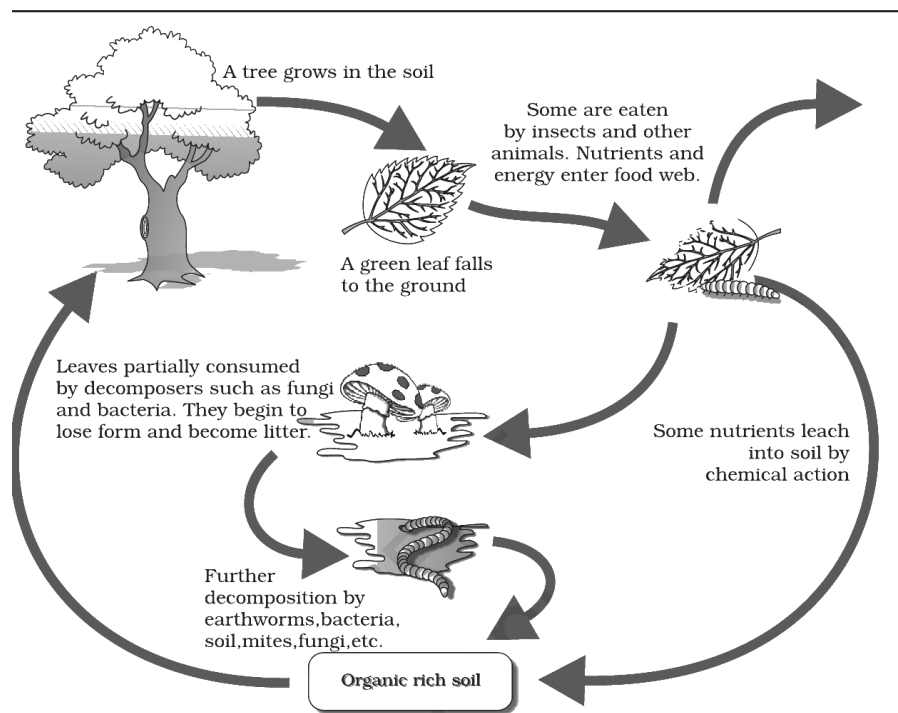 A tree grows in the soil
Some are eaten
by insects and other
animals. Nutrients and
energy enter food web.
A green leaf falls
to the ground
Leaves partially consumed
by decomposers such as fungi
and bacteria. They begin to
lose form and become litter.
Some nutrients leach
into soil by
chemical action
Further
decomposition by
earthworms,bacteria,
soil,mites,fungi,etc.
Organic rich soil